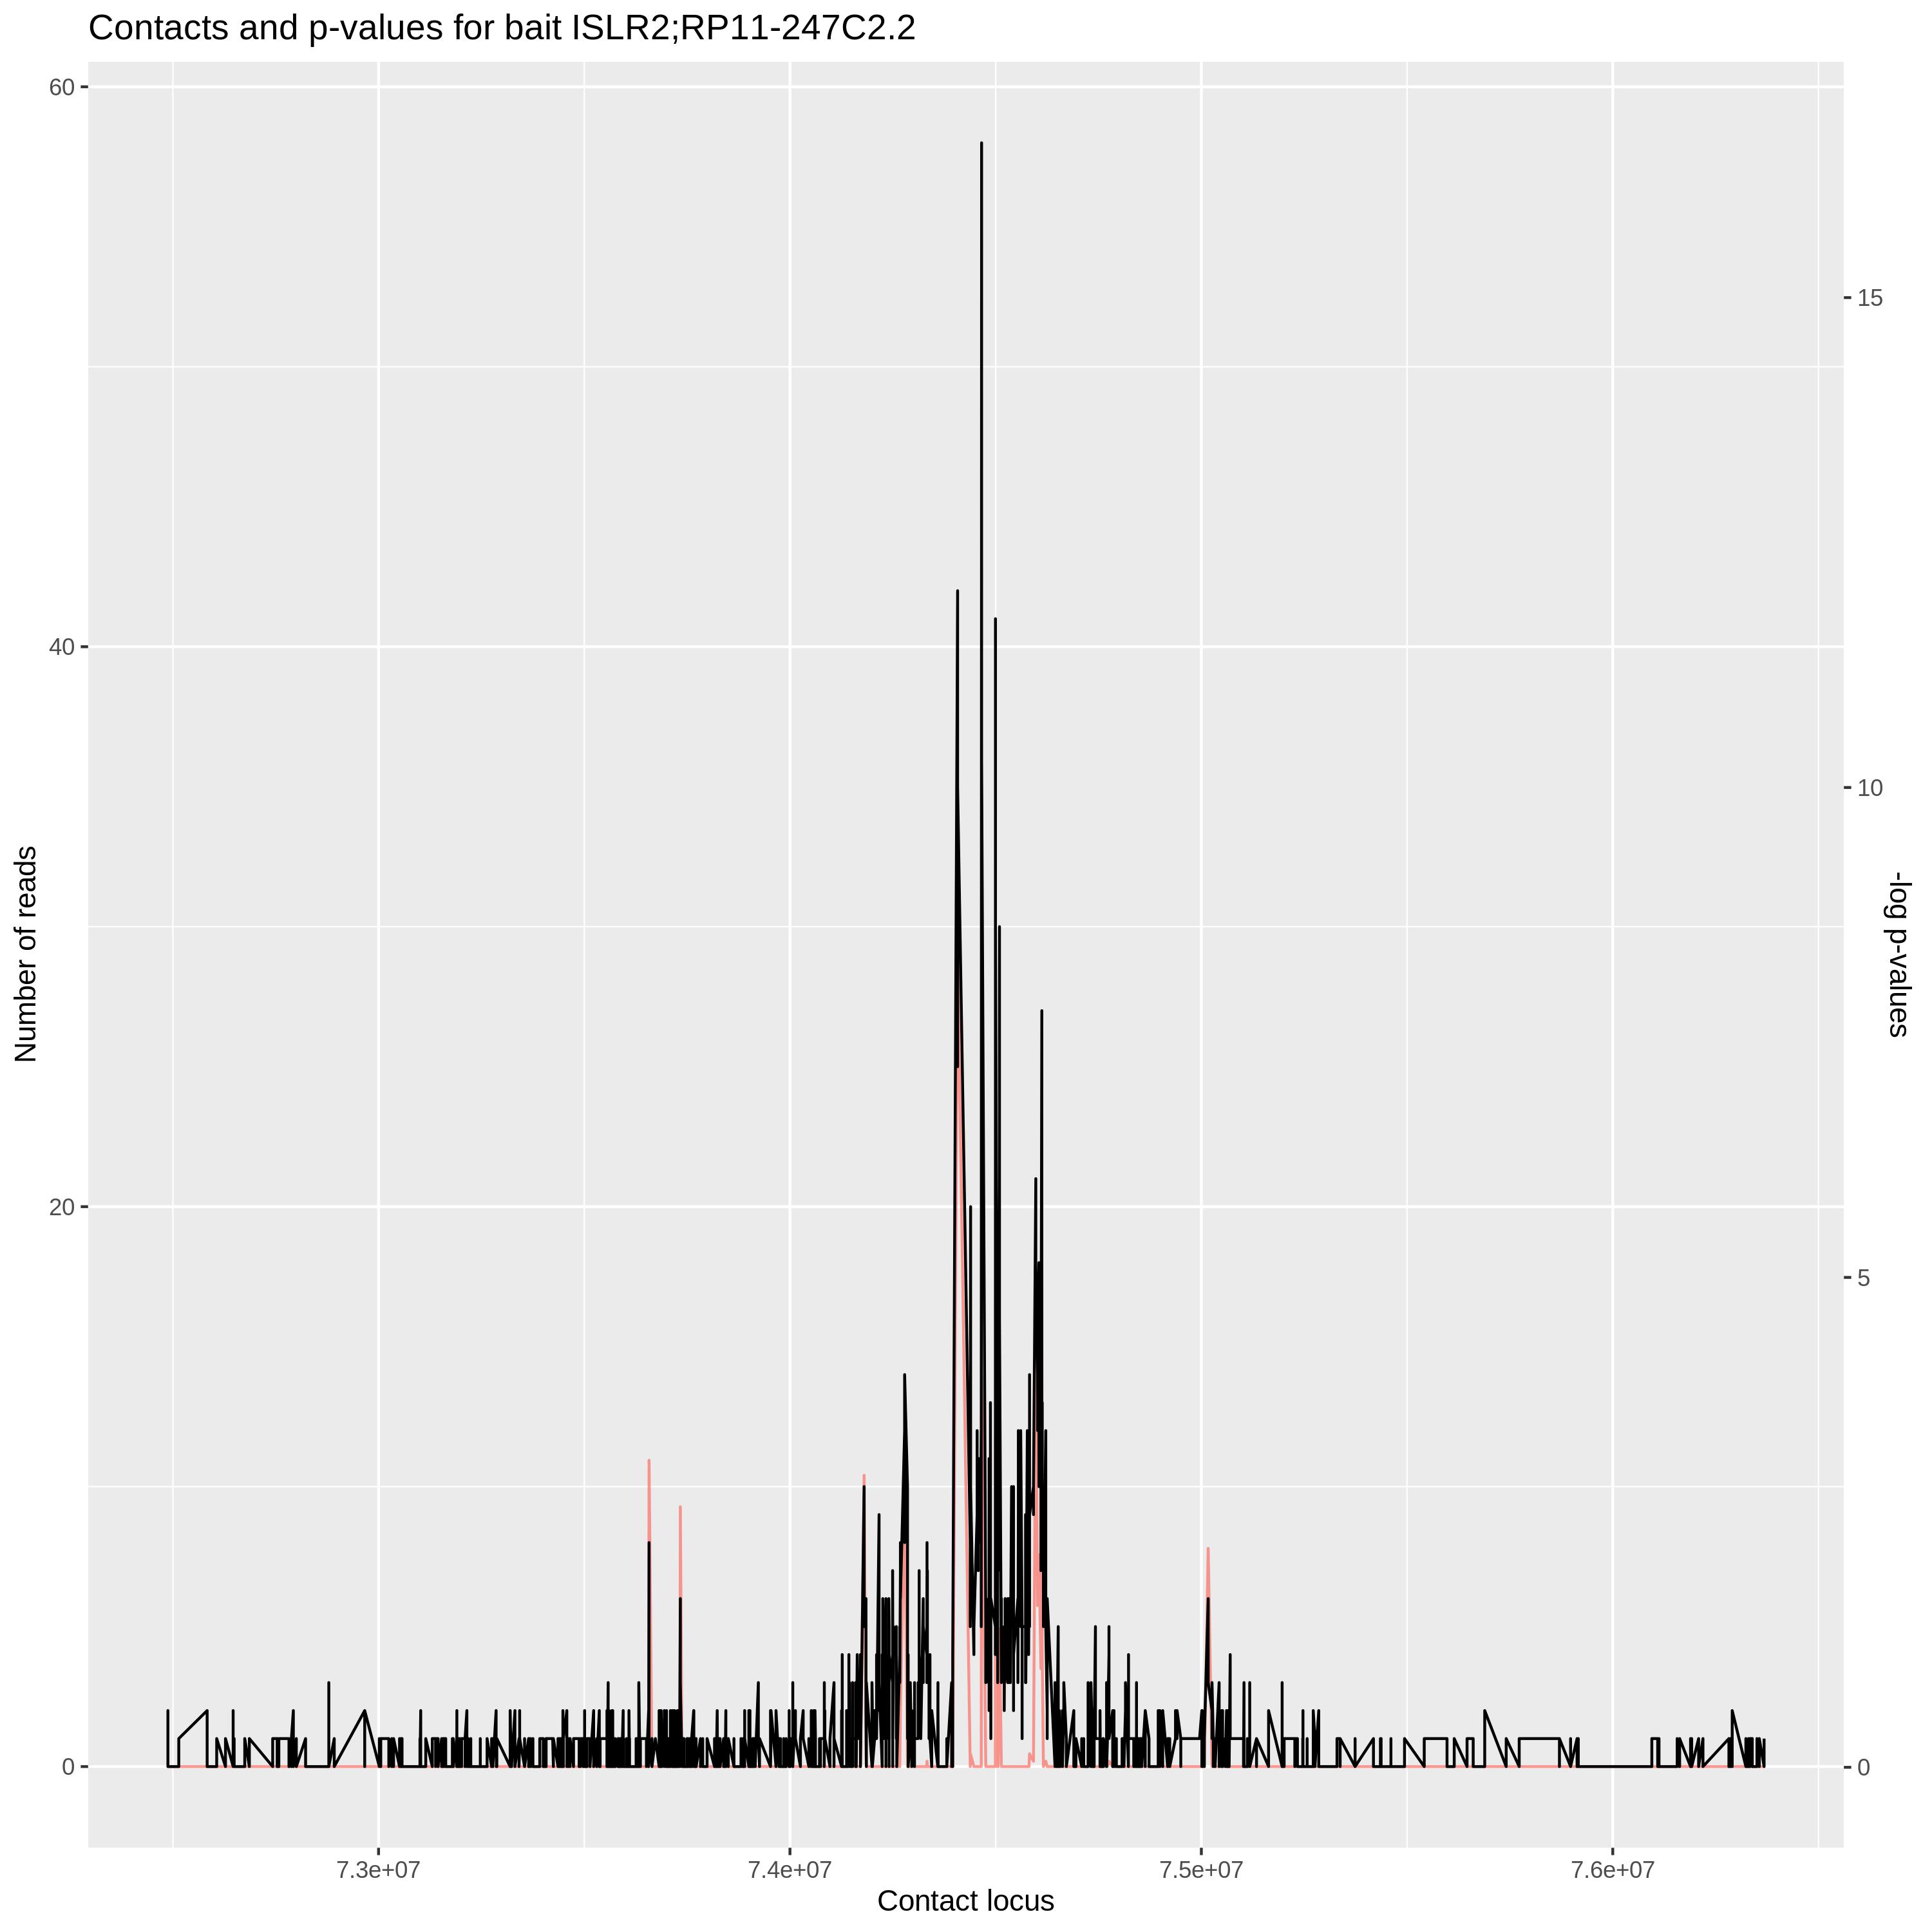 Contacts and p-values for bait ISLR2;RP11-247C2.2
60
40
20
0
Number of reads
15
10
5
0
-log p-values
7.3e+07 7.4e+07 7.5e+07 7.6e+07
Contact locus